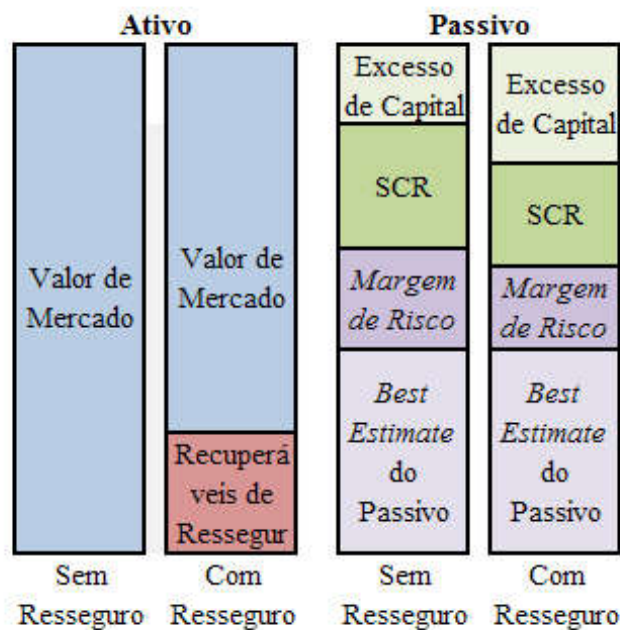 Ativo
Passivo
Valor de
Mercado
Valor de
Mercado
Recuperá
veis de
Ressegur
Excesso
de Capital
SCR
Margem
de Risco
Best
Estimate
do
Passivo
Excesso
de Capital
SCR
Margem
de Risco
Best
Estimate
do
Passivo
Sem
Resseguro
Com
Resseguro
Sem
Resseguro
Com
Resseguro